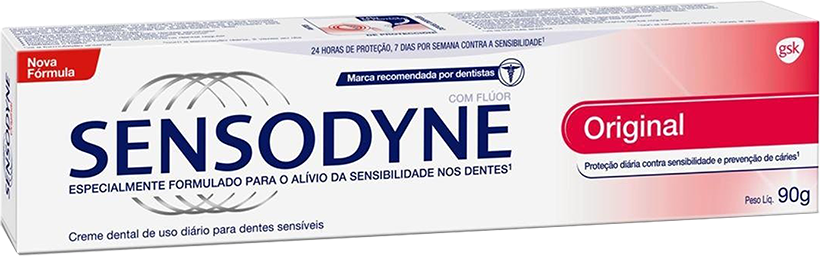 Nova
Fórmula
24 HORAS DE PROTEÇÃO, 7 DIAS POR SEMANA CONTRA A SENSIBILIDADE¹
gsk
Marca recomendada por dentistas
COM FLÚOR
SENSODYNE
Original
ESPECIALMENTE FORMULADO PARA O ALÍVIO DA SENSIBILIDADE NOS DENTES¹
Proteção diária contra sensibilidade e prevenção de cáries¹
Peso Líq. 90g
Creme dental de uso diário para dentes sensíveis